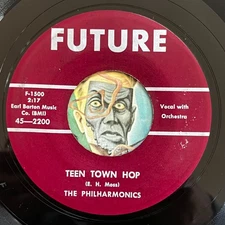 FUTURE
F-1500
2:17
Earl Barton Music
Co. (BMI)
45—2200
Vocal with
Orchestra
TEEN TOWN HOP
(E. H. Maas)
THE PHILHARMONICS